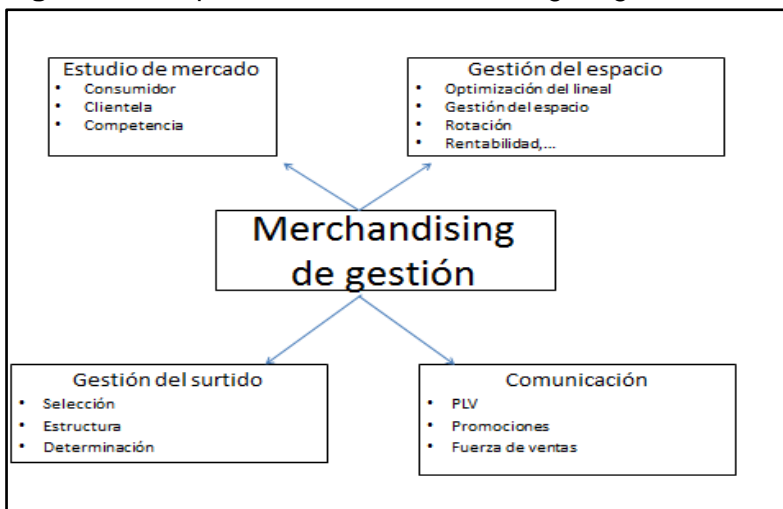 Estudio de mercado
• Consumidor
• Clientela
• Competencia
Gestión del espacio
• Optimización del lineal
• Gestión del espacio
• Rotación
• Rentabilidad,...
Merchandising
de gestión
Gestión del surtido
• Selección
• Estructura
• Determinación
Comunicación
• PLV
• Promociones
• Fuerza de ventas